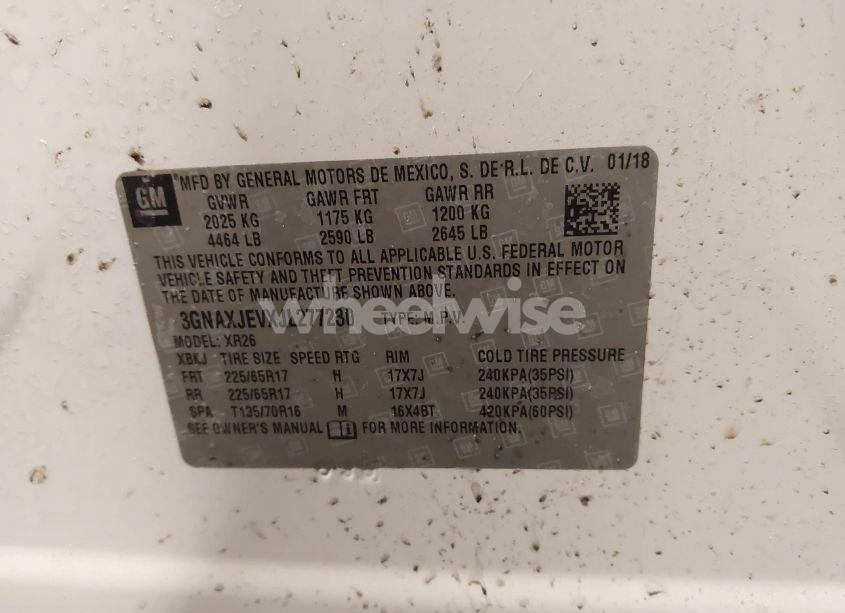 GM
MFD BY GENERAL MOTORS DE MEXICO, S. DE R.L. DE C.V. 01/18
GVWR GAWR FRT GAWR RR
2025 KG 1175 KG 1200 KG
4464 LB 2590 LB 2645 LB
THIS VEHICLE CONFORMS TO ALL APPLICABLE U.S. FEDERAL MOTOR
VEHICLE SAFETY AND THEFT PREVENTION STANDARDS IN EFFECT ON
THE DATE OF MANUFACTURE SHOWN ABOVE.
3GNAXJEVXJL277230 TYPE: M.P.V.
wheelwise
MODEL: XR26
XBKJ TIRE SIZE SPEED RTG RIM COLD TIRE PRESSURE
FRT 225/65R17 H 17X7J 240KPA(35PSI)
RR 225/65R17 H 17X7J 240KPA(35PSI)
SPA T135/70R16 M 16X4BT 420KPA(60PSI)
SEE OWNER'S MANUAL FOR MORE INFORMATION.